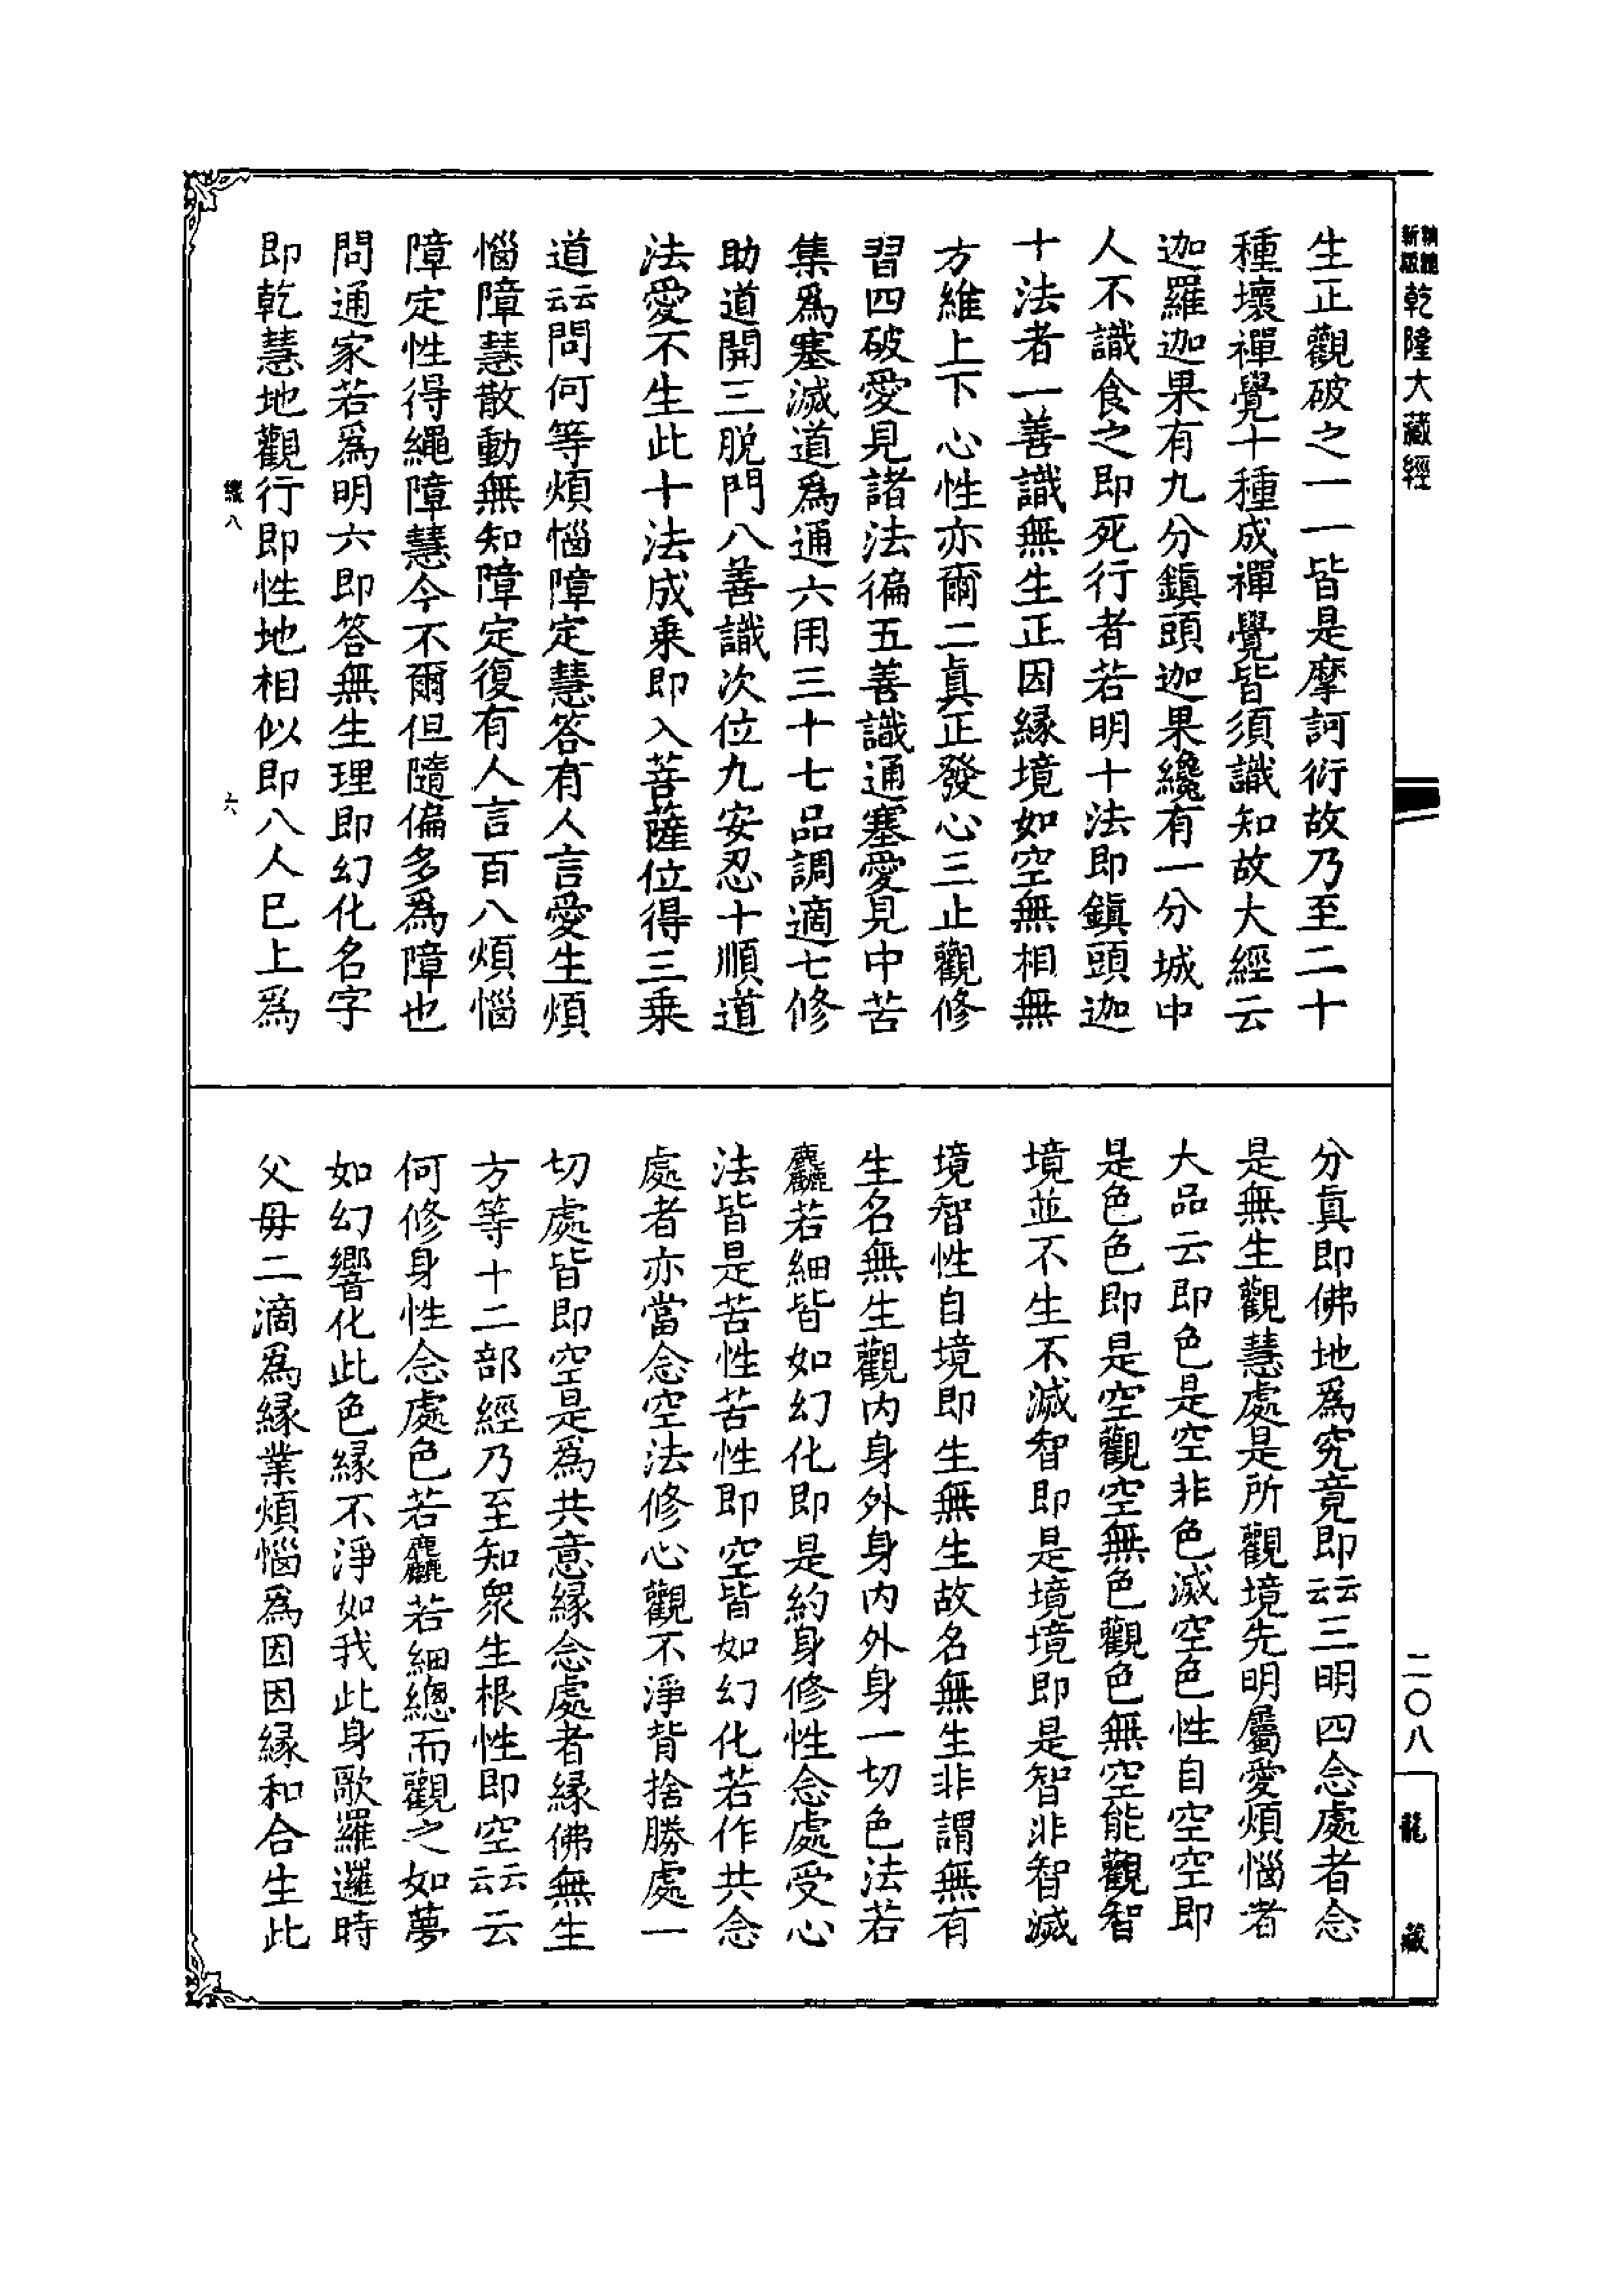 新版
乾隆大藏經
生正觀破之一一皆是摩訶衍故乃至二十
種壞禪覺十種成禪覺皆須識知故大經云
迦羅迦果有九分鎮頭迦果纔有一分城中
人不識食之即死行者若明十法即鎮頭迦
十法者一善識無生正因緣境如空無相無
方維上下心性亦爾二真正發心三止觀修
習四破愛見諸法徧五善識通塞愛見中苦
集爲塞滅道爲通六用三十七品調適七修
助道開三脫門八善識次位九安忍十順道
法愛不生此十法成乘即入菩薩位得三乘
道云云問何等煩惱障定慧答有人言愛生煩
惱障慧散動無知障定復有人言百八煩惱
障定性得繩障慧今不爾但隨偏多爲障也
問通家若爲明六即答無生理即幻化名字
即乾慧地觀行即性地相似即八人已上爲
八
六
分真即佛地爲究竟即云云三明四念處者念
是無生觀慧處是所觀境先明屬愛煩惱者
大品云即色是空非色滅空色性自空空即
是色色即是空觀空無色觀色無空能觀智
境並不生不滅智即是境境即是智非智滅
境智性自境即生無生故名無生非謂無有
生名無生觀內身外身內外身一切色法若
麤若細皆如幻化即是約身修性念處受心
法皆是苦性苦性即空皆如幻化若作共念
處者亦當念空法修心觀不淨背捨勝處一
切處皆即空是爲共意緣念處者緣佛無生
方等十二部經乃至知衆生根性即空云云云
何修身性念處色若麤若細總而觀之如夢
如幻響化此色緣不淨如我此身歌羅邏時
父母二滴爲緣業煩惱爲因因緣和合生此
二〇八
龍藏